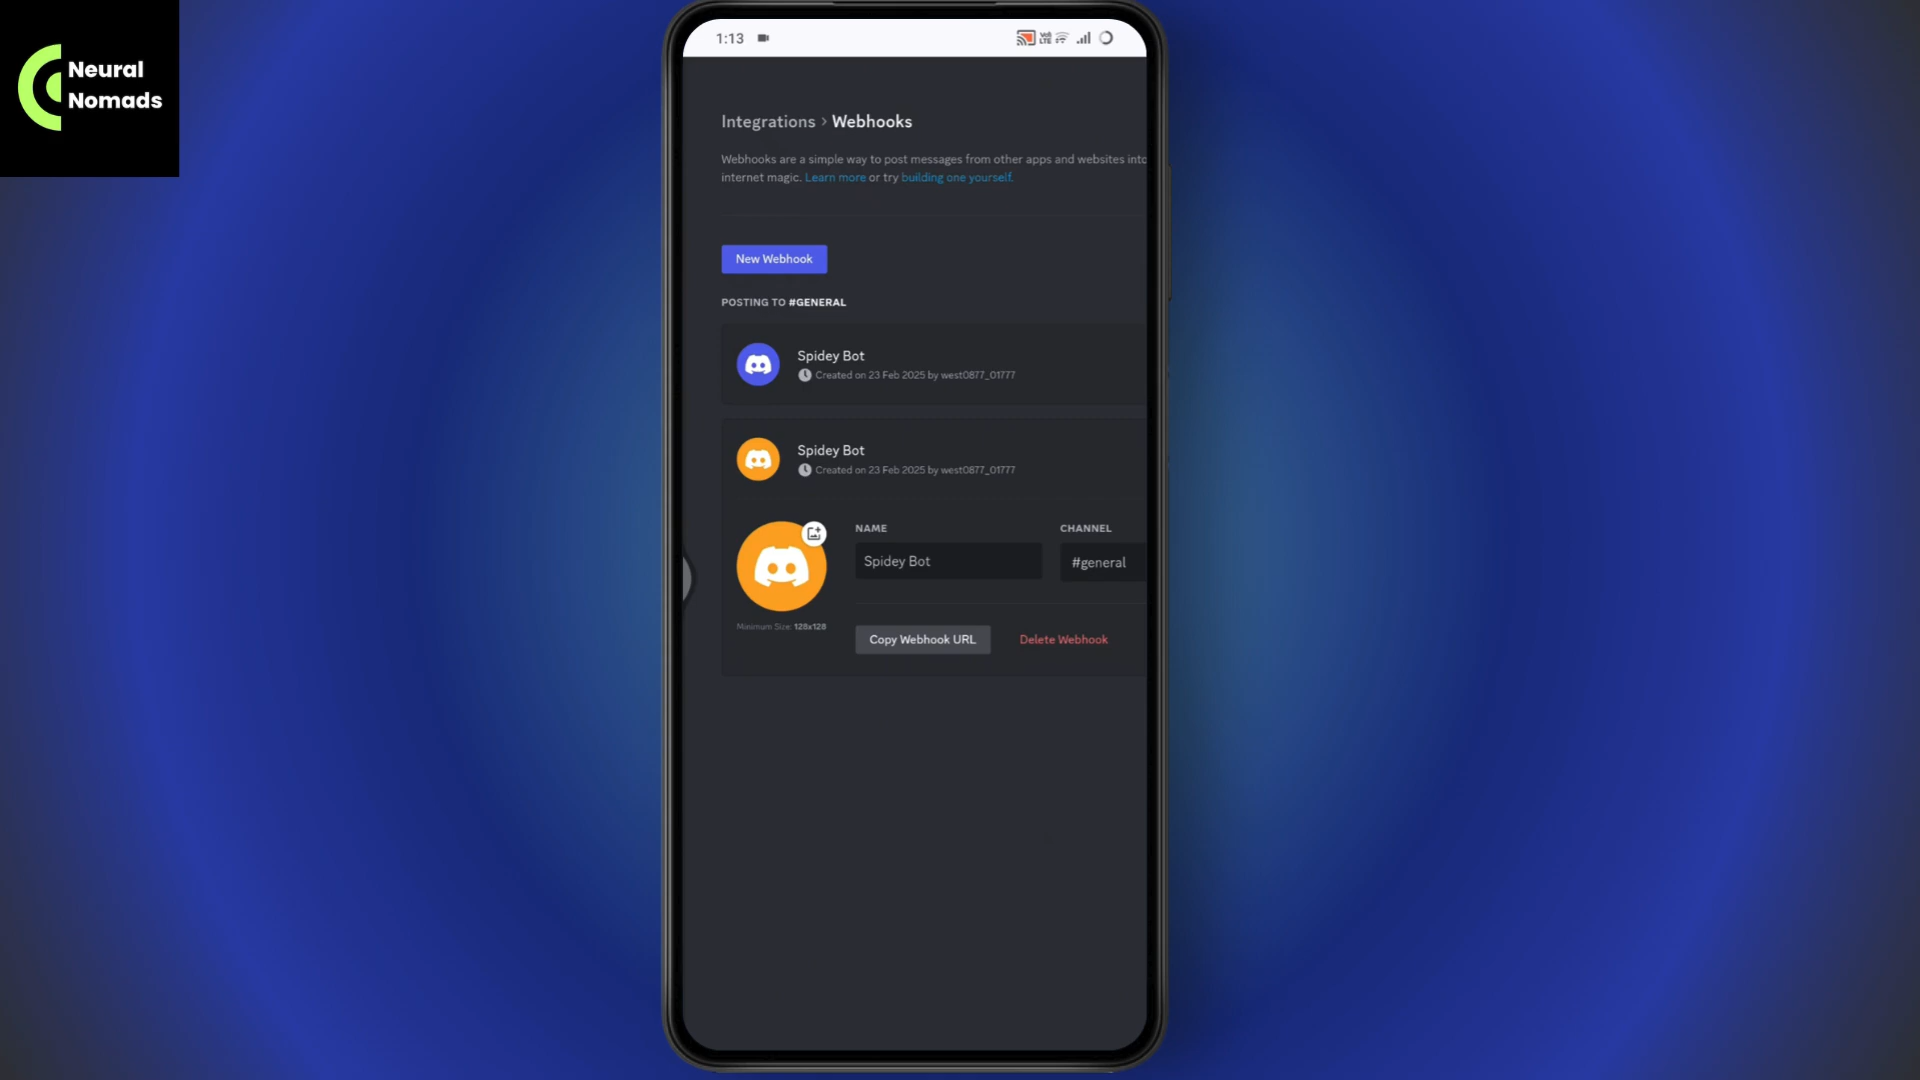 Neural
Nomads
1:13
Vo)
LTE
Integrations › Webhooks
Webhooks are a simple way to post messages from other apps and websites into
internet magic. Learn more or try building one yourself.
New Webhook
POSTING TO #GENERAL
Spidey Bot
Created on 23 Feb 2025 by west0877_01777
Spidey Bot
Created on 23 Feb 2025 by west0877_01777
NAME
CHANNEL
Spidey Bot
#general
Minimum Size: 128x128
Copy Webhook URL
Delete Webhook